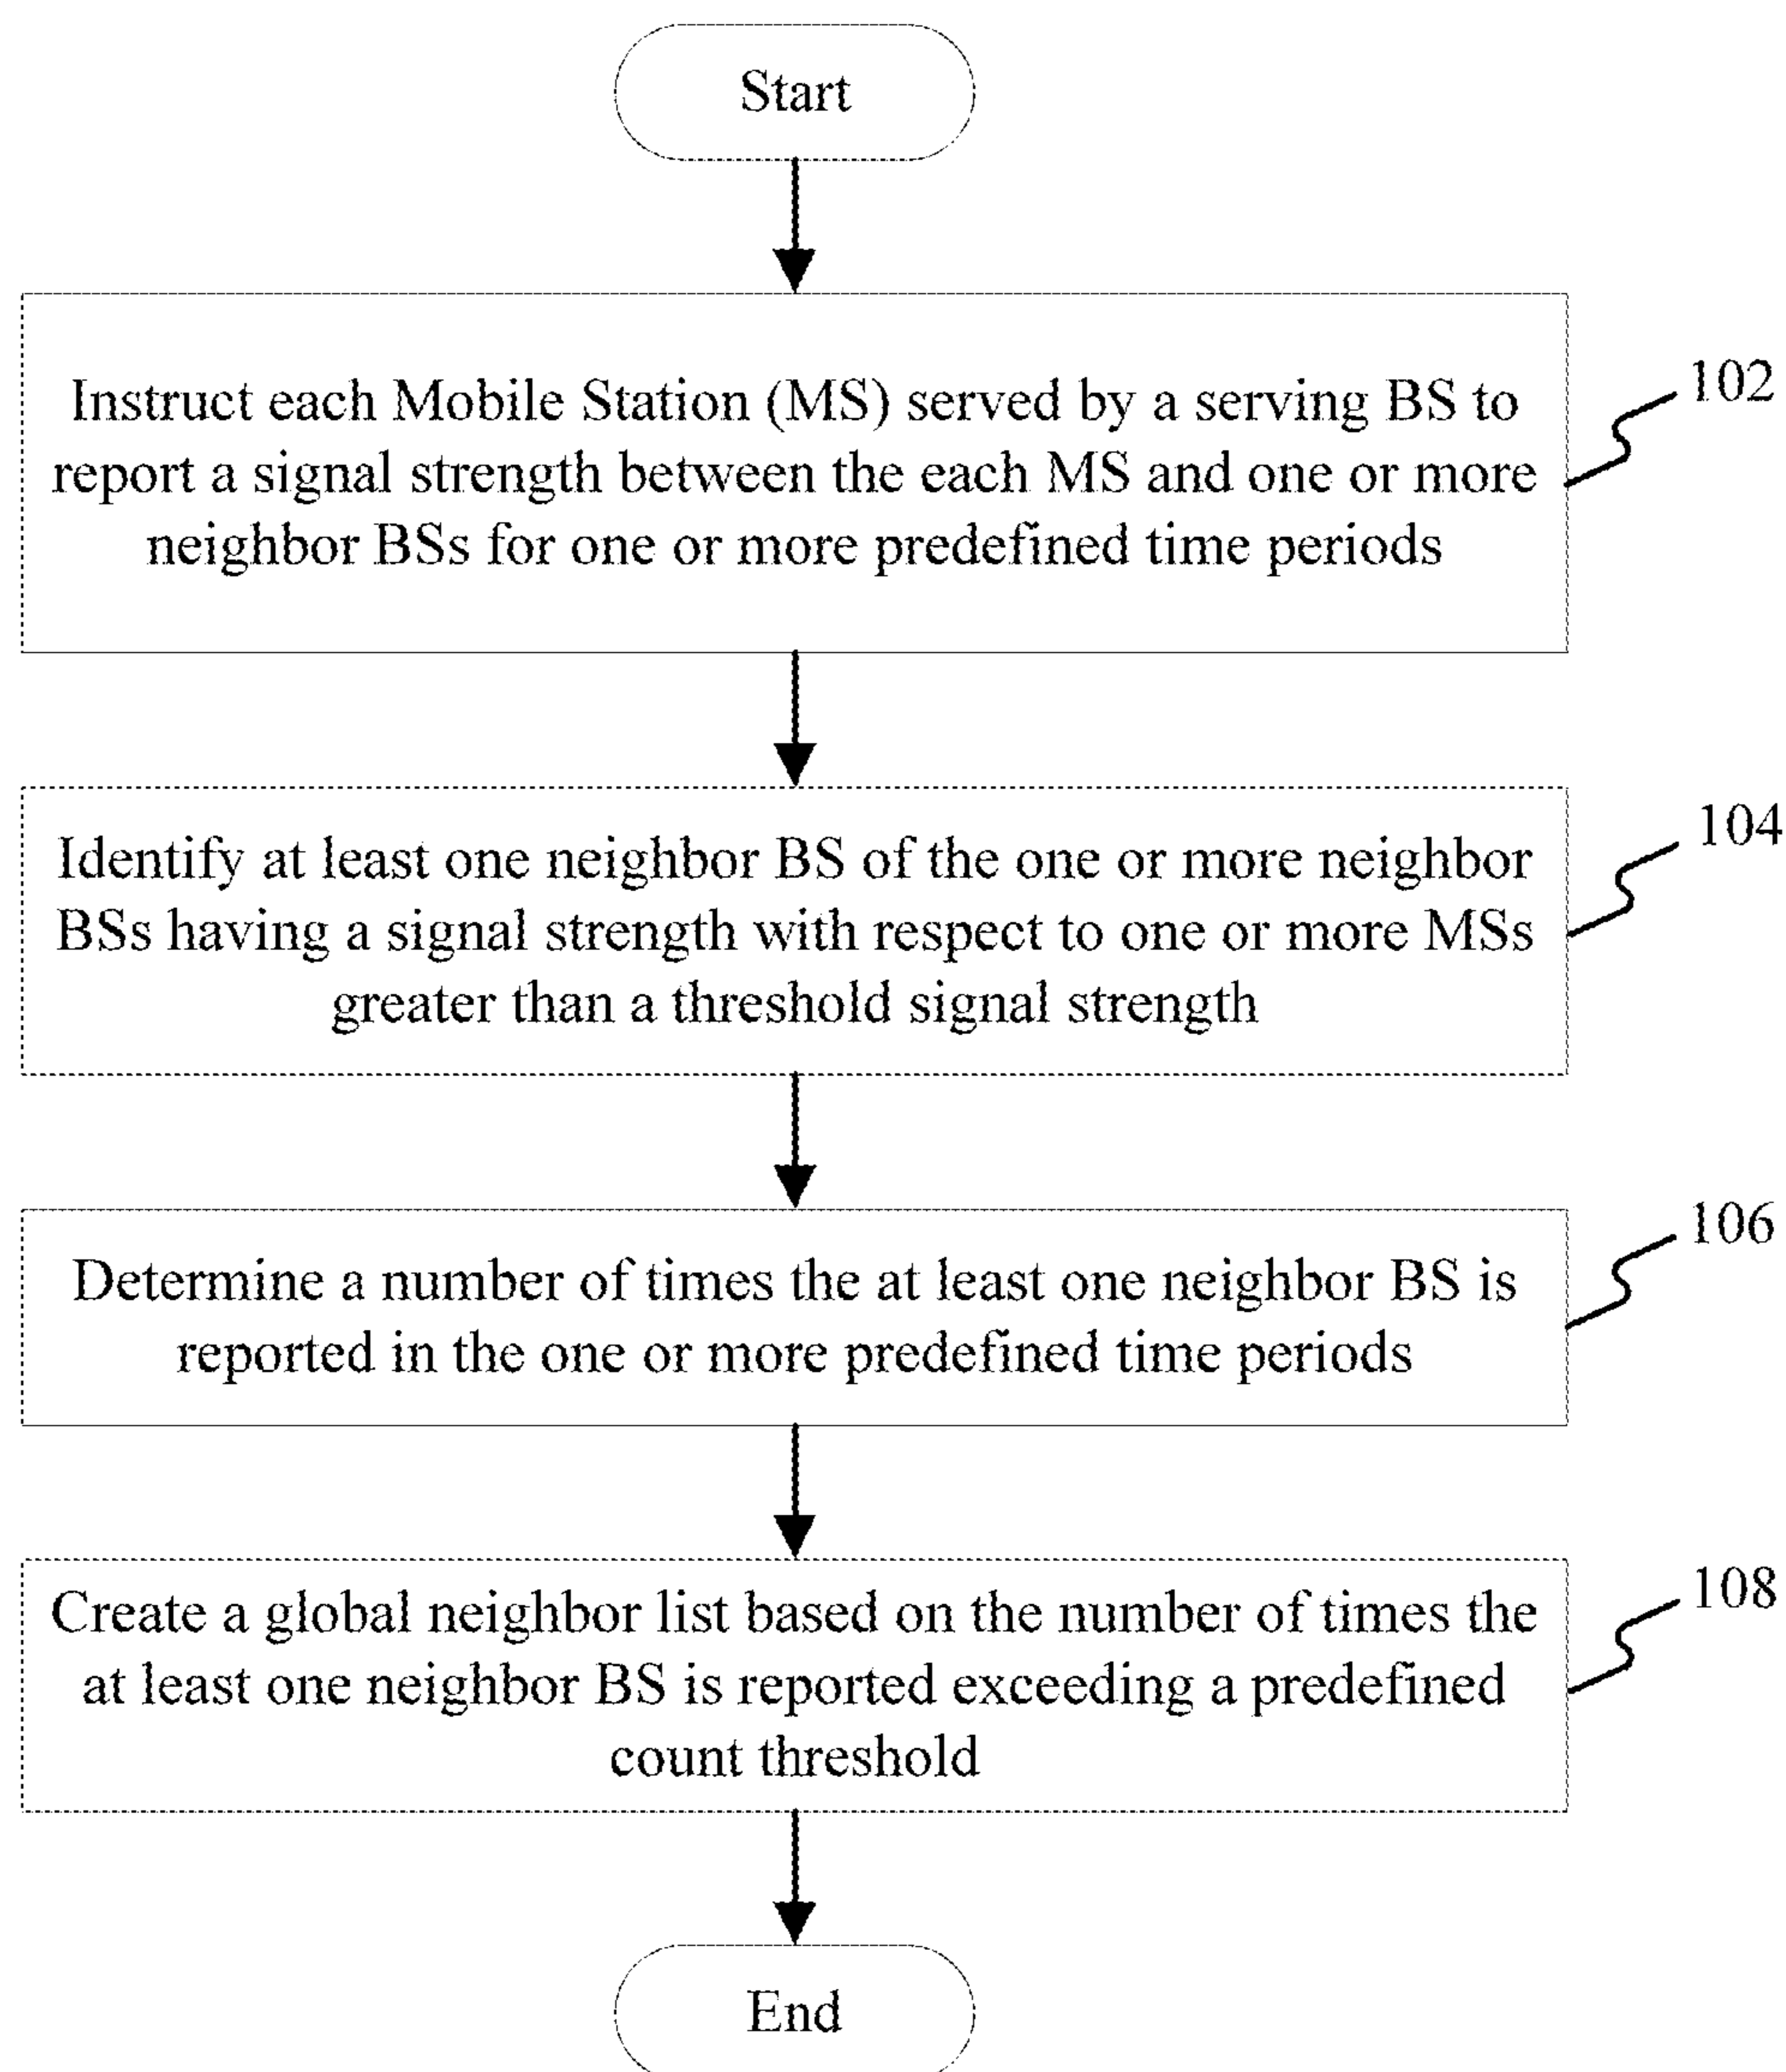 Start
Instruct each Mobile Station (MS) served by a serving BS to
report a signal strength between the each MS and one or more
neighbor BSs for one or more predefined time periods
102
Identify at least one neighbor BS of the one or more neighbor
BSs having a signal strength with respect to one or more MSs
greater than a threshold signal strength
104
Determine a number of times the at least one neighbor BS is
reported in the one or more predefined time periods
106
Create a global neighbor list based on the number of times the
at least one neighbor BS is reported exceeding a predefined
count threshold
108
End